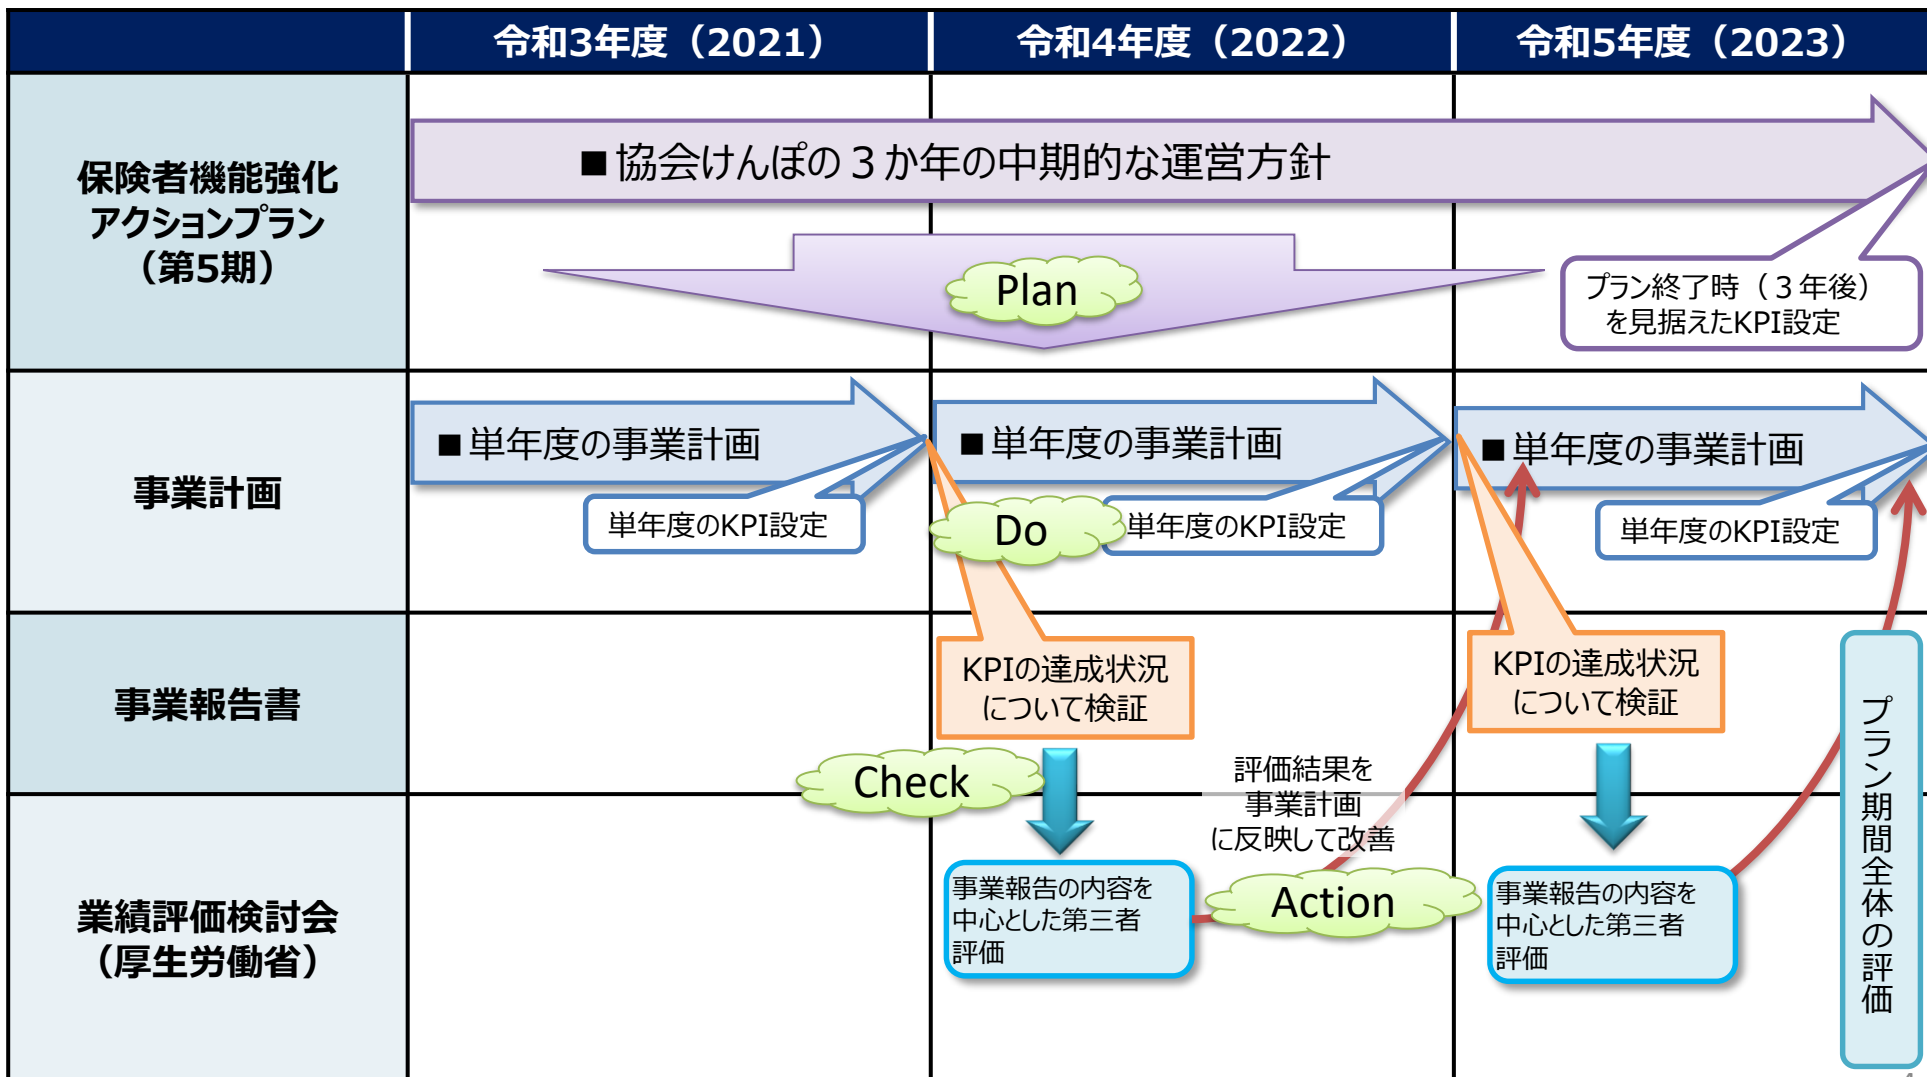 令和3年度（2021）
令和4年度（2022）
令和5年度（2023）
保険者機能強化
アクションプラン
（第5期）
■協会けんぽの３か年の中期的な運営方針
Plan
プラン終了時（３年後）
を見据えたKPI設定
事業計画
■単年度の事業計画
単年度のKPI設定
■単年度の事業計画
Do
単年度のKPI設定
■単年度の事業計画
単年度のKPI設定
事業報告書
KPIの達成状況
について検証
KPIの達成状況
について検証
Check
評価結果を
事業計画
に反映して改善
Action
業績評価検討会
（厚生労働省）
事業報告の内容を
中心とした第三者
評価
事業報告の内容を
中心とした第三者
評価
プラン期間全体の評価